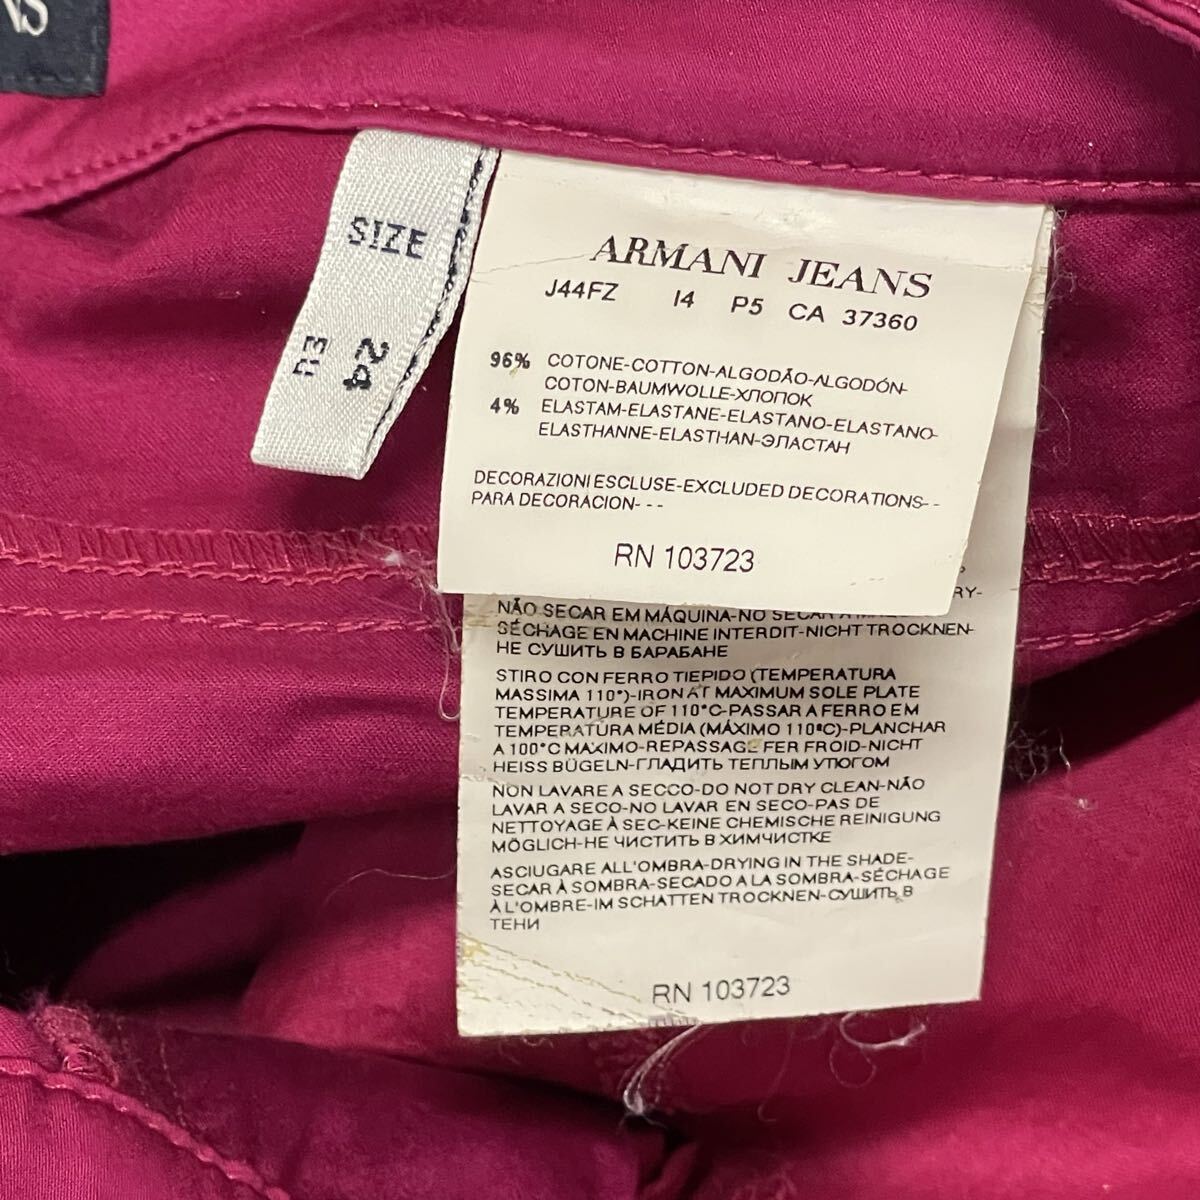 NS
SIZE
24
ARMANI JEANS
J44FZ I4 P5 CA 37360
96% COTONE-COTTON-ALGODÃO-ALGODÓN-
COTON-BAUMWOLLE-ХЛОПОК
4% ELASTAM-ELASTANE-ELASTANO-ELASTANO-
ELASTHANNE-ELASTHAN-ЭЛАСТАН
DECORAZIONI ESCLUSE-EXCLUDED DECORATIONS--
PARA DECORACION---
RN 103723
RY-
NÃO SECAR EM MÁQUINA-NO SECAR A
SÉCHAGE EN MACHINE INTERDIT-NICHT TROCKNEN-
НЕ СУШИТЬ В БАРАБАНЕ
STIRO CON FERRO TIEPIDO (TEMPERATURA
MASSIMA 110°)-IRON AT MAXIMUM SOLE PLATE
TEMPERATURE OF 110°C-PASSAR A FERRO EM
TEMPERATURA MÉDIA (MÁXIMO 110ºC)-PLANCHAR
A 100°C MAXIMO-REPASSAGE FER FROID-NICHT
HEISS BÜGELN-ГЛАДИТЬ ТЕПЛЫМ УТЮГОМ
NON LAVARE A SECCO-DO NOT DRY CLEAN-NÃO
LAVAR A SECO-NO LAVAR EN SECO-PAS DE
NETTOYAGE À SEC-KEINE CHEMISCHE REINIGUNG
MÖGLICH-НЕ ЧИСТИТЬ В ХИМЧИСТКЕ
ASCIUGARE ALL'OMBRA-DRYING IN THE SHADE-
SECAR À SOMBRA-SECADO A LA SOMBRA-SÉCHAGE
À L'OMBRE-IM SCHATTEN TROCKNEN-СУШИТЬ В
ТЕНИ
RN 103723